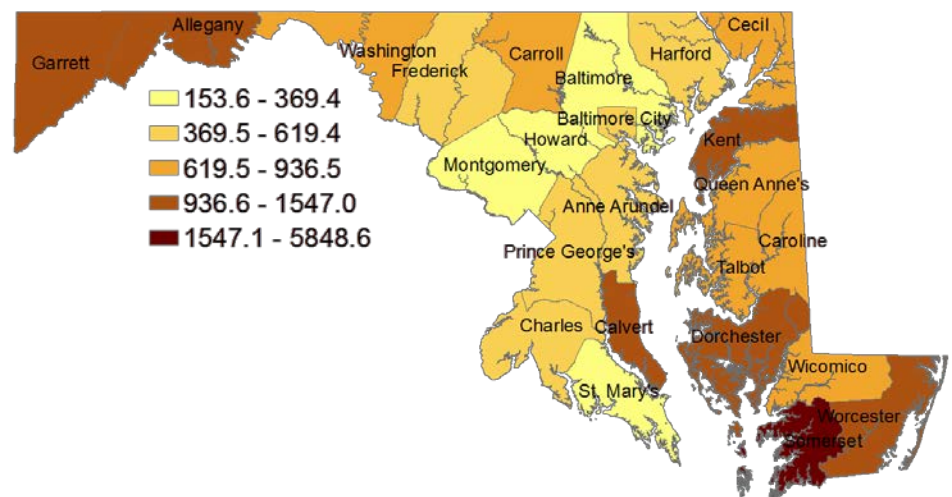 Allegany
Cecil
Garrett
Washington
Carroll
Harford
Frederick
Baltimore
153.6 - 369.4
369.5 - 619.4
619.5 - 936.5
936.6 - 1547.0
1547.1 - 5848.6
Baltimore City
Howard
Kent
Montgomery
Queen Anne's
Anne Arundel
Prince George's
Caroline
Talbot
Charles
Calvert
Dorchester
Wicomico
St. Mary's
Worcester
Somerset